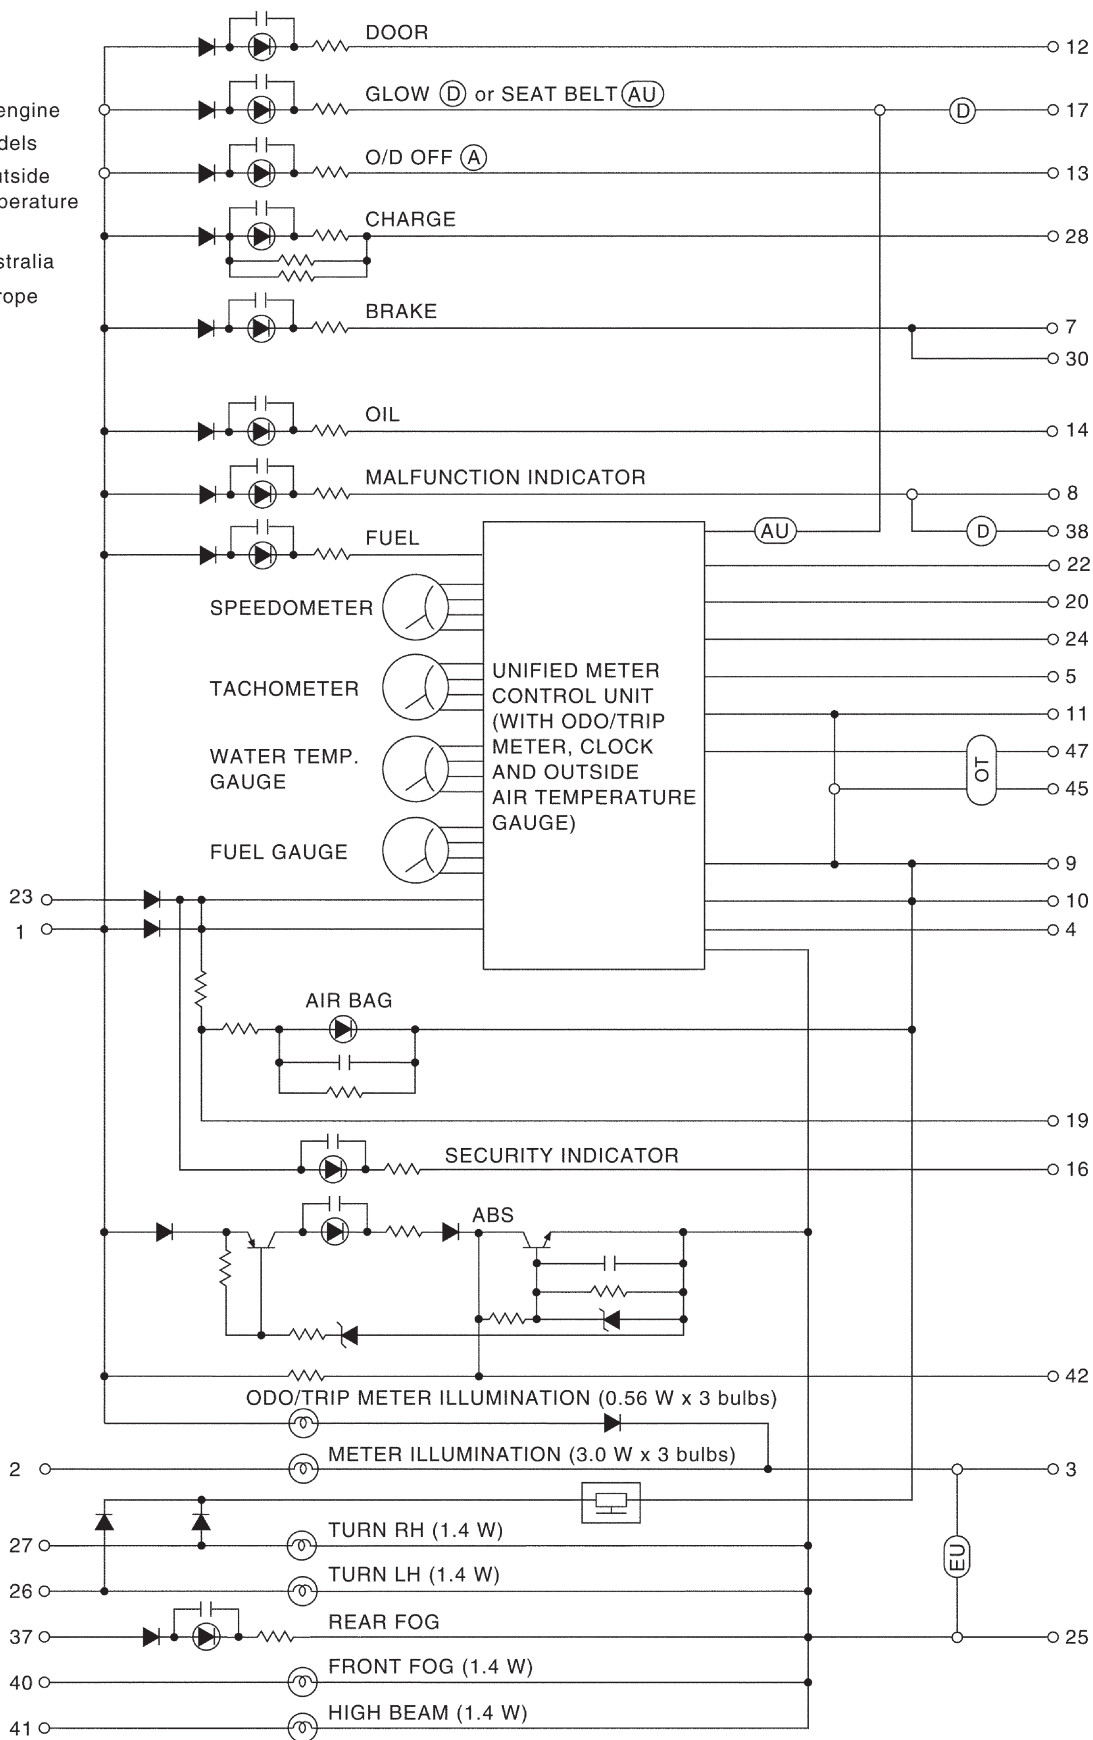 DOOR
12
engine
GLOW D or SEAT BELT AU
D
17
dels
utside
O/D OFF A
13
perature
CHARGE
28
stralia
rope
BRAKE
7
30
OIL
14
MALFUNCTION INDICATOR
8
FUEL
AU
D
38
22
SPEEDOMETER
20
24
TACHOMETER
UNIFIED METER
CONTROL UNIT
(WITH ODO/TRIP
METER, CLOCK
AND OUTSIDE
AIR TEMPERATURE
GAUGE)
5
11
WATER TEMP.
GAUGE
47
OT
45
FUEL GAUGE
9
23
10
1
4
AIR BAG
19
SECURITY INDICATOR
16
ABS
42
ODO/TRIP METER ILLUMINATION (0.56 W x 3 bulbs)
2
METER ILLUMINATION (3.0 W x 3 bulbs)
3
27
TURN RH (1.4 W)
EU
26
TURN LH (1.4 W)
37
REAR FOG
25
40
FRONT FOG (1.4 W)
41
HIGH BEAM (1.4 W)